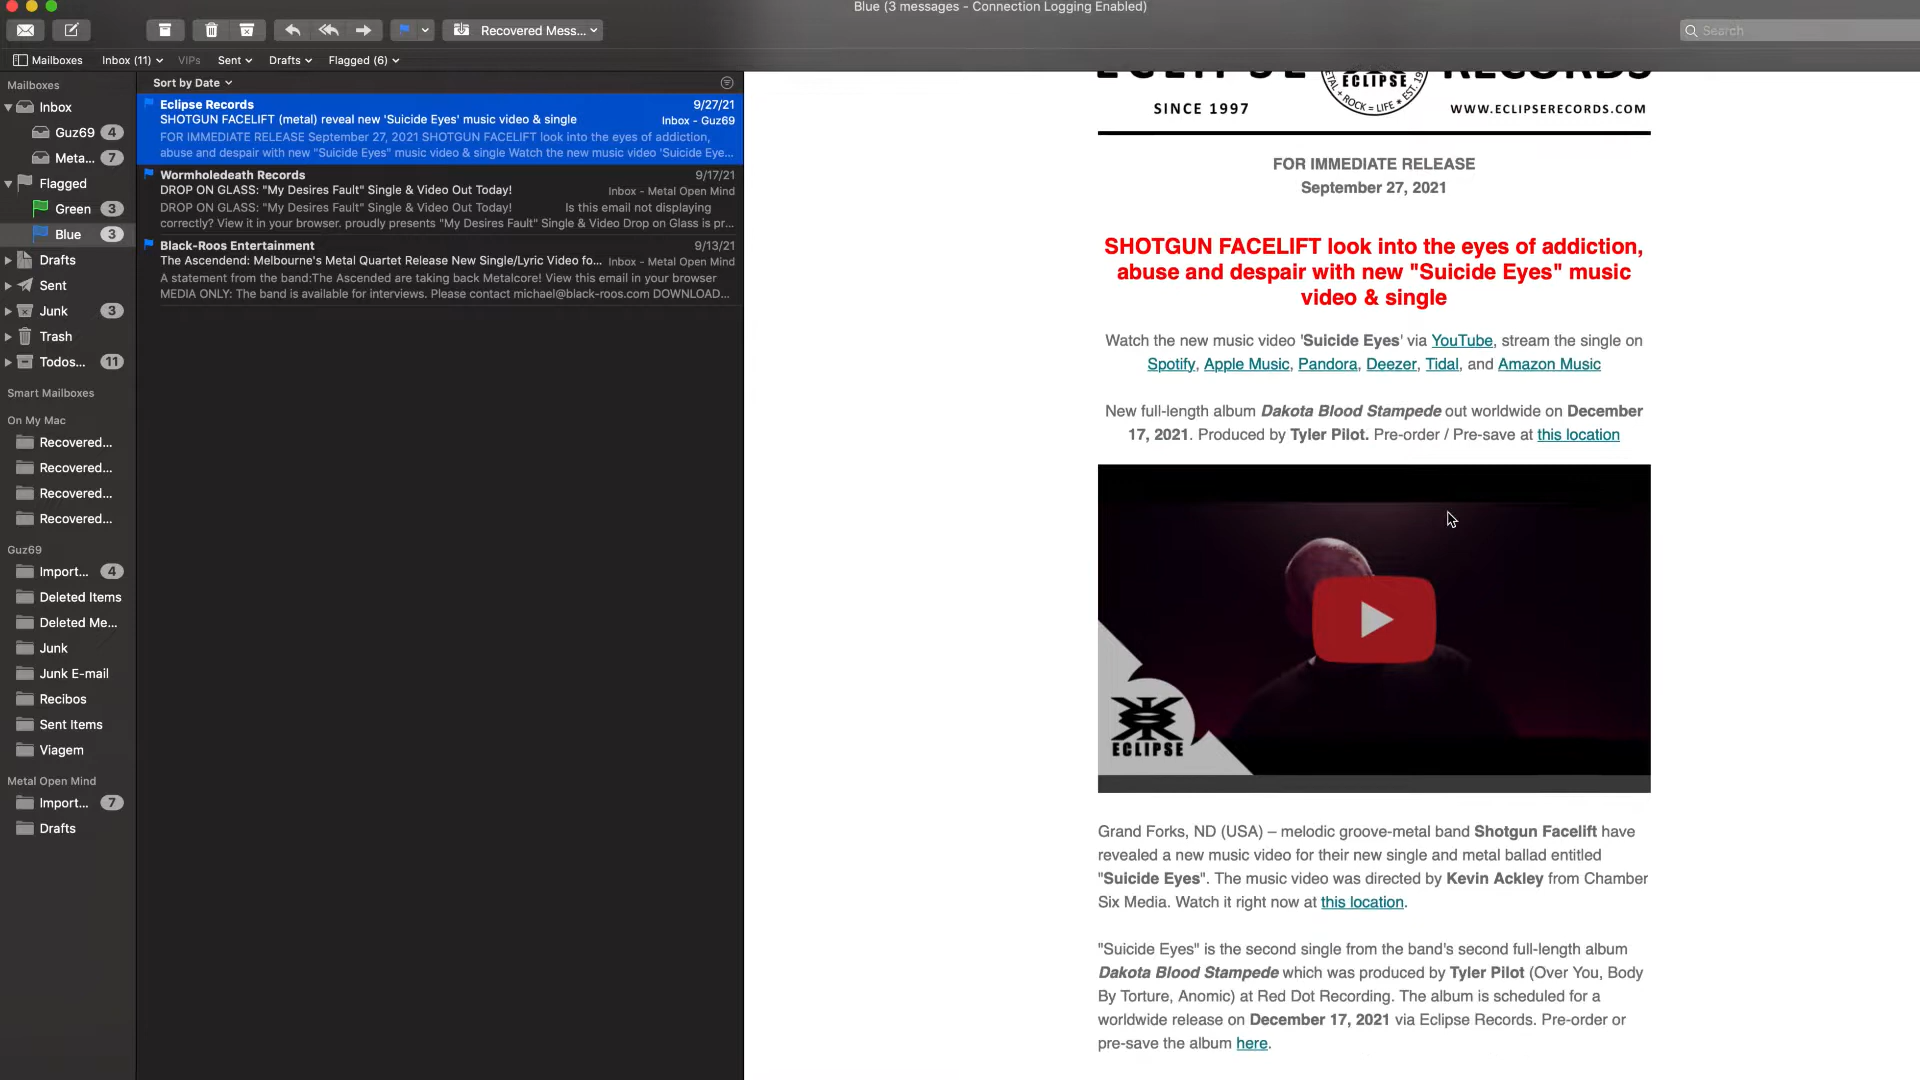 Blue (3 messages - Connection Logging Enabled)
Recovered Mess...
Search
Mailboxes
Inbox (11)
VIPs
Sent
Drafts
Flagged (6)
Mailboxes
Inbox
Guz69 4
Meta... 7
Flagged
Green 3
Blue 3
Drafts
Sent
Junk 3
Trash
Todos... 11
Smart Mailboxes
On My Mac
Recovered...
Recovered...
Recovered...
Recovered...
Guz69
Import... 4
Deleted Items
Deleted Me...
Junk
Junk E-mail
Recibos
Sent Items
Viagem
Metal Open Mind
Import... 7
Drafts
Sort by Date
Eclipse Records 9/27/21
SHOTGUN FACELIFT (metal) reveal new 'Suicide Eyes' music video & single Inbox - Guz69
FOR IMMEDIATE RELEASE September 27, 2021 SHOTGUN FACELIFT look into the eyes of addiction,
abuse and despair with new "Suicide Eyes" music video & single Watch the new music video 'Suicide Eye...
Wormholedeath Records 9/17/21
DROP ON GLASS: "My Desires Fault" Single & Video Out Today! Inbox - Metal Open Mind
DROP ON GLASS: "My Desires Fault" Single & Video Out Today! Is this email not displaying
correctly? View it in your browser. proudly presents "My Desires Fault" Single & Video Drop on Glass is pr...
Black-Roos Entertainment 9/13/21
The Ascendend: Melbourne's Metal Quartet Release New Single/Lyric Video fo... Inbox - Metal Open Mind
A statement from the band:The Ascended are taking back Metalcore! View this email in your browser
MEDIA ONLY: The band is available for interviews. Please contact michael@black-roos.com DOWNLOAD...
ECLIPSE RECORDS
ECLIPSE
METAL + ROCK = LIFE • EST. 19
SINCE 1997
WWW.ECLIPSERECORDS.COM
FOR IMMEDIATE RELEASE
September 27, 2021
SHOTGUN FACELIFT look into the eyes of addiction,
abuse and despair with new "Suicide Eyes" music
video & single
Watch the new music video 'Suicide Eyes' via YouTube, stream the single on
Spotify, Apple Music, Pandora, Deezer, Tidal, and Amazon Music
New full-length album Dakota Blood Stampede out worldwide on December
17, 2021. Produced by Tyler Pilot. Pre-order / Pre-save at this location
ECLIPSE
Grand Forks, ND (USA) – melodic groove-metal band Shotgun Facelift have
revealed a new music video for their new single and metal ballad entitled
"Suicide Eyes". The music video was directed by Kevin Ackley from Chamber
Six Media. Watch it right now at this location.
"Suicide Eyes" is the second single from the band's second full-length album
Dakota Blood Stampede which was produced by Tyler Pilot (Over You, Body
By Torture, Anomic) at Red Dot Recording. The album is scheduled for a
worldwide release on December 17, 2021 via Eclipse Records. Pre-order or
pre-save the album here.